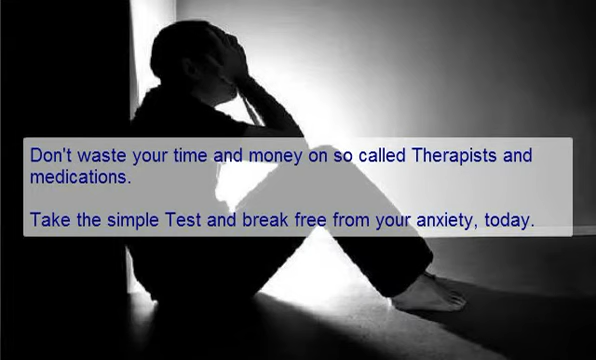 Don't waste your time and money on so called Therapists and
medications.
Take the simple Test and break free from your anxiety, today.